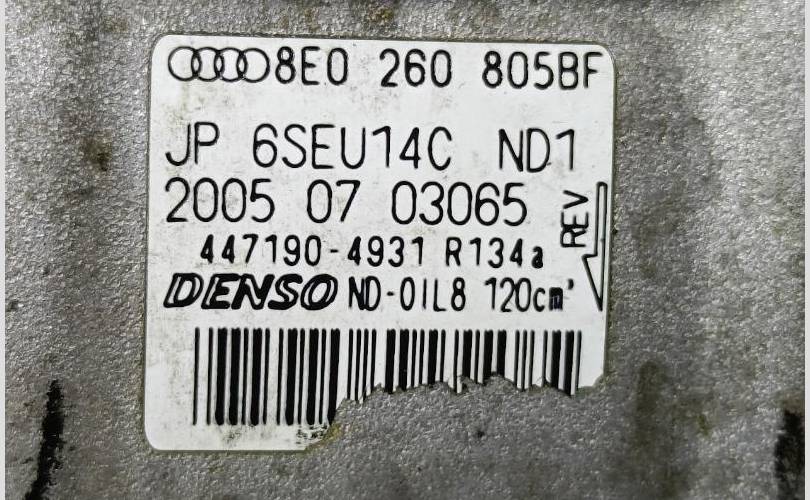 8E0 260 805BF
JP 6SEU14C ND1
2005 07 03065
REV
447190-4931 R134a
DENSO ND-OIL8 120cm³